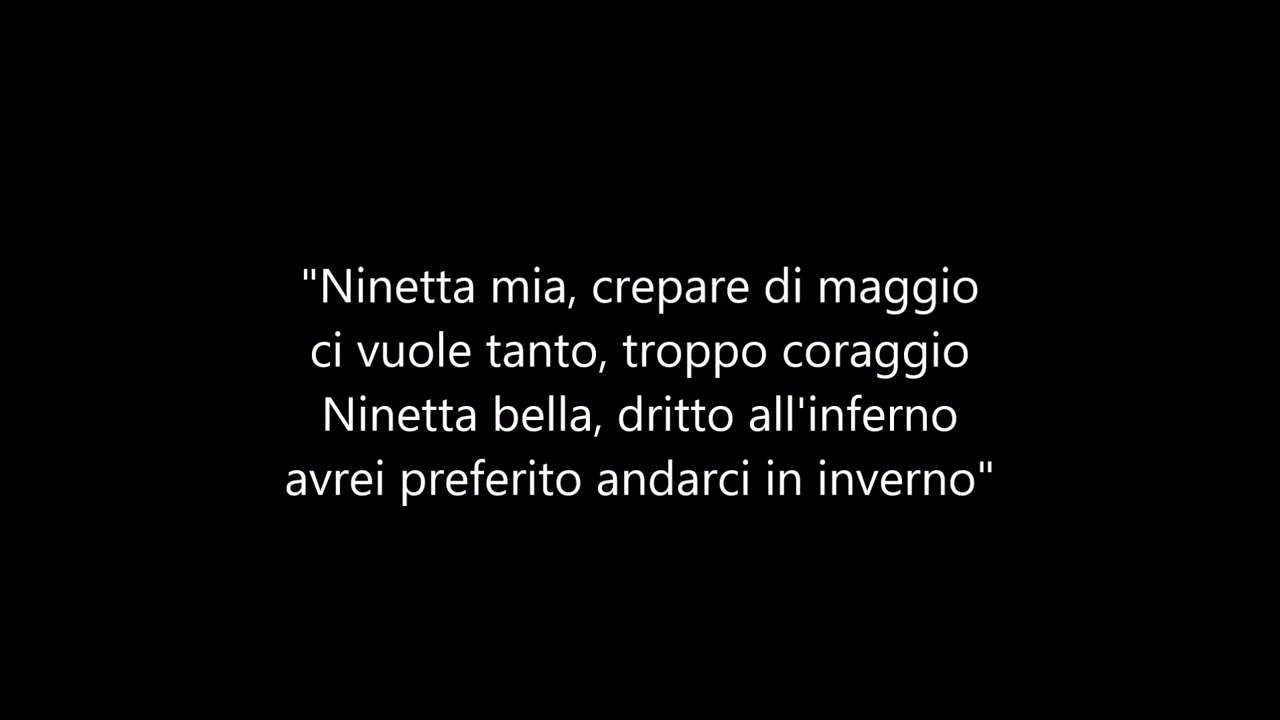 "Ninetta mia, crepare di maggio
ci vuole tanto, troppo coraggio
Ninetta bella, dritto all'inferno
avrei preferito andarci in inverno"